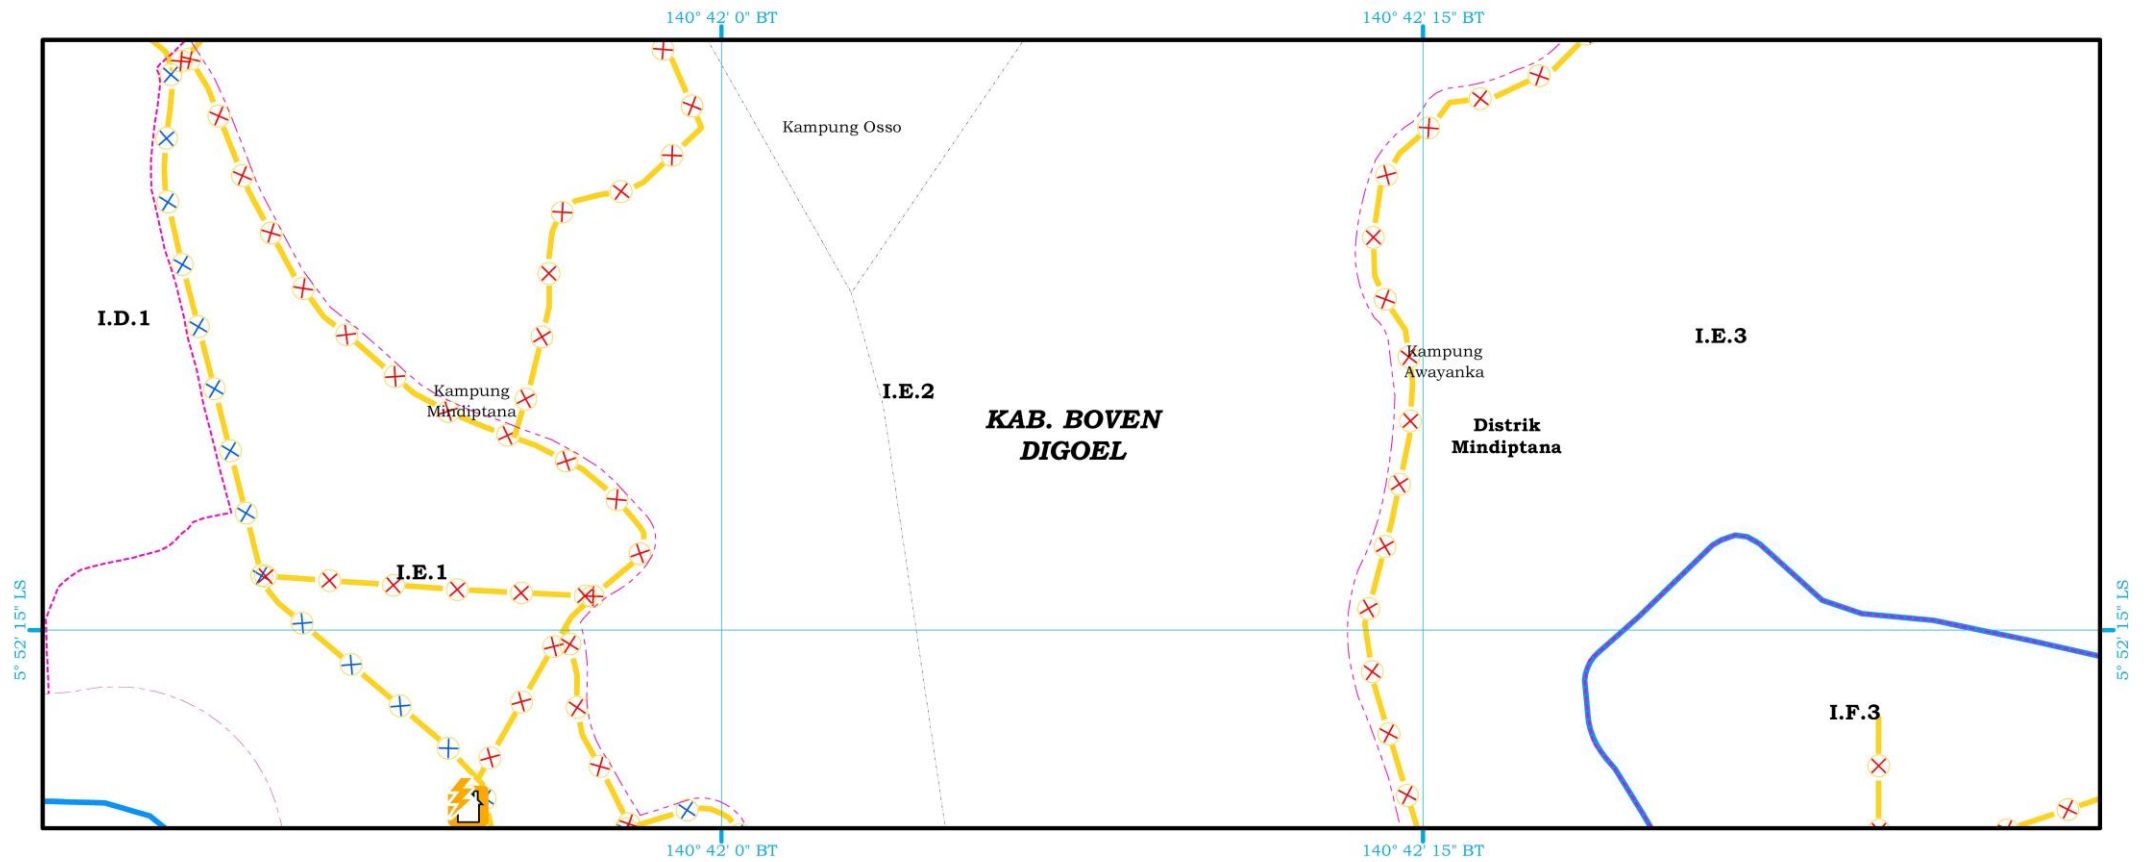 140° 42' 0" BT
140° 42' 15" BT
Kampung Osso
I.D.1
I.E.3
Kampung
Awayanka
Kampung
Mindiptana
I.E.2
KAB. BOVEN
DIGOEL
Distrik
Mindiptana
I.E.1
5° 52' 15" LS
5° 52' 15" LS
I.F.3
140° 42' 0" BT
140° 42' 15" BT